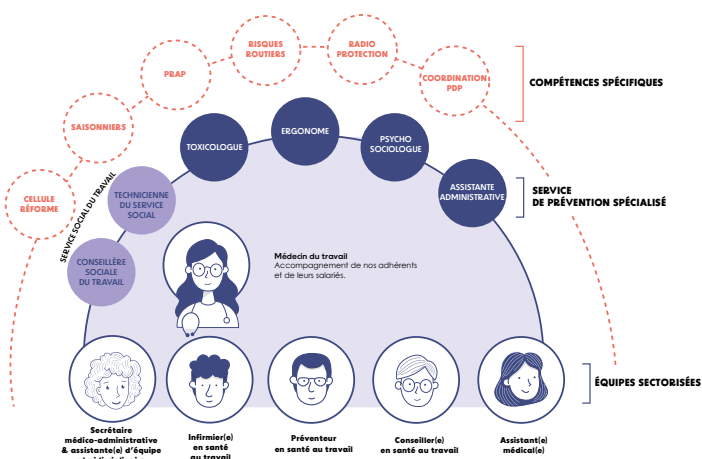 RISQUES
ROUTIERS
RADIO
PROTECTION
PRAP
COORDINATION
PDP
COMPÉTENCES SPÉCIFIQUES
SAISONNIERS
CELLULE
RÉFORME
ERGONOME
TOXICOLOGUE
PSYCHO
SOCIOLOGUE
ASSISTANTE
ADMINISTRATIVE
SERVICE
DE PRÉVENTION SPÉCIALISÉ
SERVICE SOCIAL DU TRAVAIL
TECHNICIENNE
DU SERVICE
SOCIAL
CONSEILLÈRE
SOCIALE
DU TRAVAIL
Médecin du travail
Accompagnement de nos adhérents
et de leurs salariés.
ÉQUIPES SECTORISÉES
Secrétaire
médico-administrative
& assistante(e) d'équipe
Infirmier(e)
en santé
au travail
Préventeur
en santé au travail
Conseiller(e)
en santé au travail
Assistant(e)
médical(e)